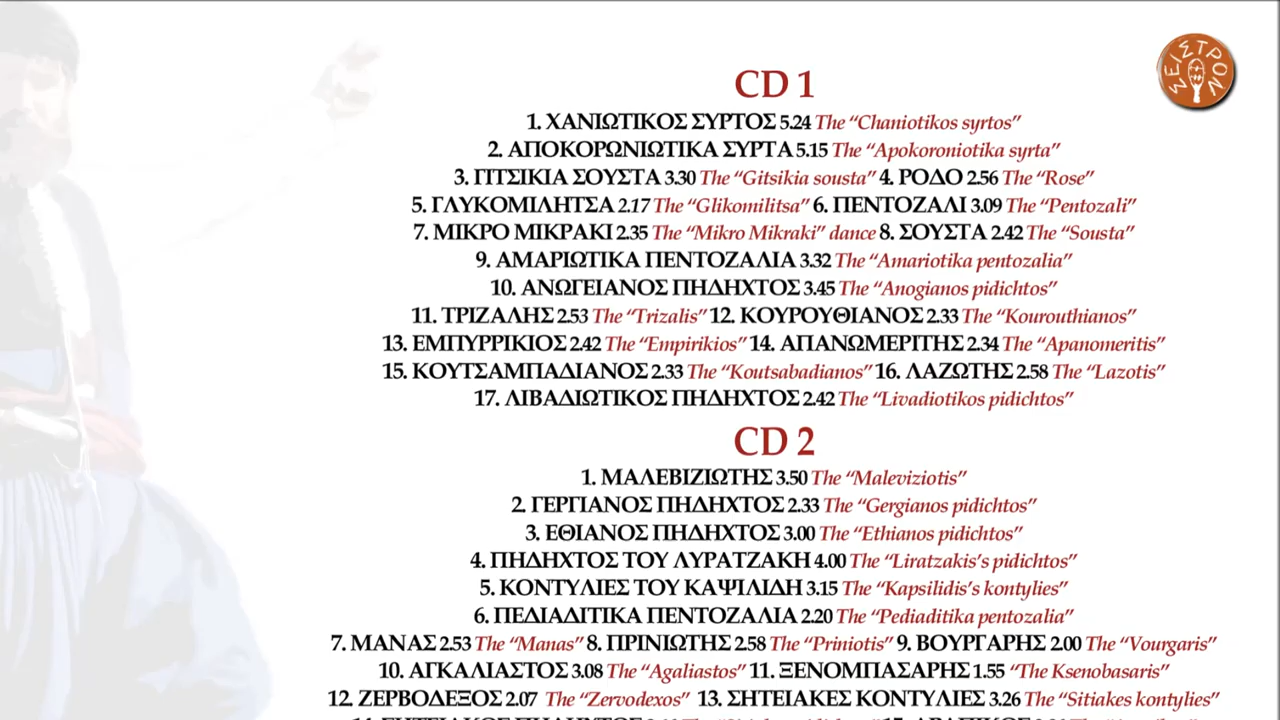 ΣΕΙΣΤΡΟΝ
CD 1
1. ΧΑΝΙΩΤΙΚΟΣ ΣΥΡΤΟΣ 5.24 The “Chaniotikos syrtos”
2. ΑΠΟΚΟΡΩΝΙΩΤΙΚΑ ΣΥΡΤΑ 5.15 The “Apokoroniotika syrta”
3. ΓΙΤΣΙΚΙΑ ΣΟΥΣΤΑ 3.30 The “Gitsikia sousta” 4. ΡΟΔΟ 2.56 The “Rose”
5. ΓΛΥΚΟΜΙΛΗΤΣΑ 2.17 The “Glikomilitsa” 6. ΠΕΝΤΟΖΑΛΙ 3.09 The “Pentozali”
7. ΜΙΚΡΟ ΜΙΚΡΑΚΙ 2.35 The “Mikro Mikraki” dance 8. ΣΟΥΣΤΑ 2.42 The “Sousta”
9. ΑΜΑΡΙΩΤΙΚΑ ΠΕΝΤΟΖΑΛΙΑ 3.32 The “Amariotika pentozalia”
10. ΑΝΩΓΕΙΑΝΟΣ ΠΗΔΗΧΤΟΣ 3.45 The “Anogianos pidichtos”
11. ΤΡΙΖΑΛΗΣ 2.53 The “Trizalis” 12. ΚΟΥΡΟΥΘΙΑΝΟΣ 2.33 The “Kourouthianos”
13. ΕΜΠΥΡΡΙΚΙΟΣ 2.42 The “Empirikios” 14. ΑΠΑΝΩΜΕΡΙΤΗΣ 2.34 The “Apanomeritis”
15. ΚΟΥΤΣΑΜΠΑΔΙΑΝΟΣ 2.33 The “Koutsabadianos” 16. ΛΑΖΩΤΗΣ 2.58 The “Lazotis”
17. ΛΙΒΑΔΙΩΤΙΚΟΣ ΠΗΔΗΧΤΟΣ 2.42 The “Livadiotikos pidichtos”
CD 2
1. ΜΑΛΕΒΙΖΙΩΤΗΣ 3.50 The “Maleviziotis”
2. ΓΕΡΓΙΑΝΟΣ ΠΗΔΗΧΤΟΣ 2.33 The “Gergianos pidichtos”
3. ΕΘΙΑΝΟΣ ΠΗΔΗΧΤΟΣ 3.00 The “Ethianos pidichtos”
4. ΠΗΔΗΧΤΟΣ ΤΟΥ ΛΥΡΑΤΖΑΚΗ 4.00 The “Liratzakis’s pidichtos”
5. ΚΟΝΤΥΛΙΕΣ ΤΟΥ ΚΑΨΙΛΙΔΗ 3.15 The “Kapsilidis’s kontylies”
6. ΠΕΔΙΑΔΙΤΙΚΑ ΠΕΝΤΟΖΑΛΙΑ 2.20 The “Pediaditika pentozalia”
7. ΜΑΝΑΣ 2.53 The “Manas” 8. ΠΡΙΝΙΩΤΗΣ 2.58 The “Priniotis” 9. ΒΟΥΡΓΑΡΗΣ 2.00 The “Vourgaris”
10. ΑΓΚΑΛΙΑΣΤΟΣ 3.08 The “Agaliastos” 11. ΞΕΝΟΜΠΑΣΑΡΗΣ 1.55 “The Ksenobasaris”
12. ΖΕΡΒΟΔΕΞΟΣ 2.07 The “Zervodexos” 13. ΣΗΤΕΙΑΚΕΣ ΚΟΝΤΥΛΙΕΣ 3.26 The “Sitiakes kontylies”